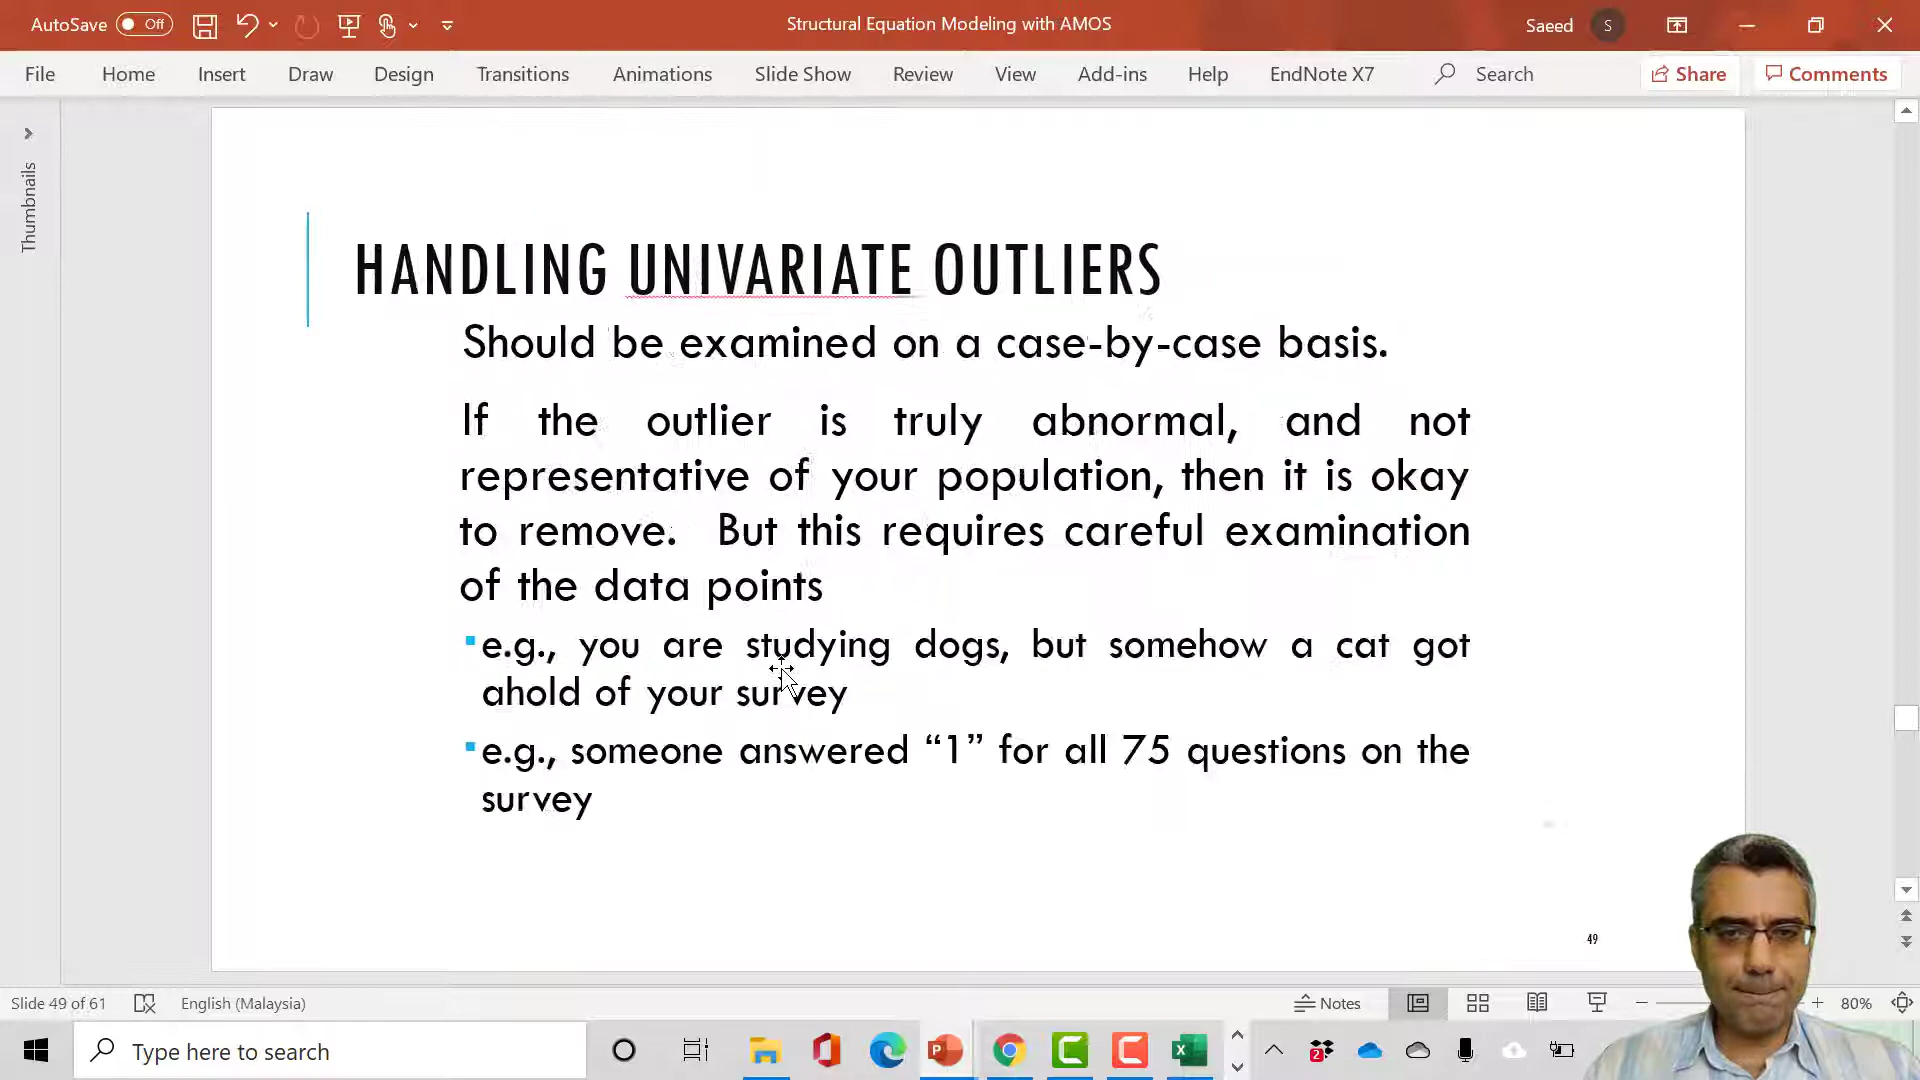 AutoSave Off
Structural Equation Modeling with AMOS
Saeed S
File Home Insert Draw Design Transitions Animations Slide Show Review View Add-ins Help EndNote X7 Search Share Comments
Thumbnails
HANDLING UNIVARIATE OUTLIERS
Should be examined on a case-by-case basis.
If the outlier is truly abnormal, and not
representative of your population, then it is okay
to remove. But this requires careful examination
of the data points
e.g., you are studying dogs, but somehow a cat got
ahold of your survey
e.g., someone answered “1” for all 75 questions on the
survey
49
Slide 49 of 61 English (Malaysia) Notes 80%
Type here to search
2